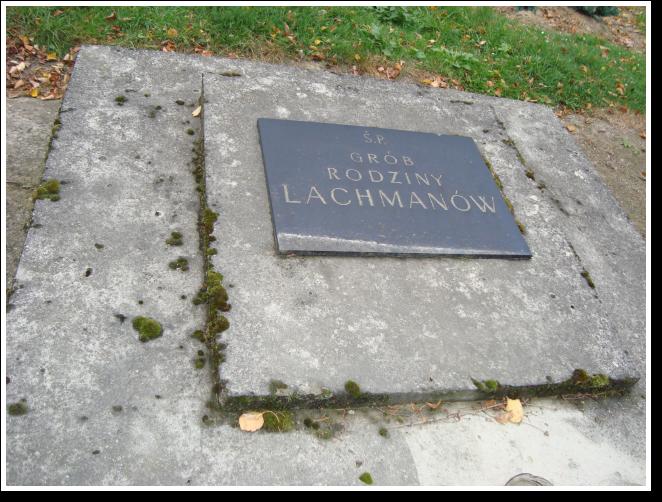 Ś.P.
GRÓB
RODZINY
LACHMANÓW